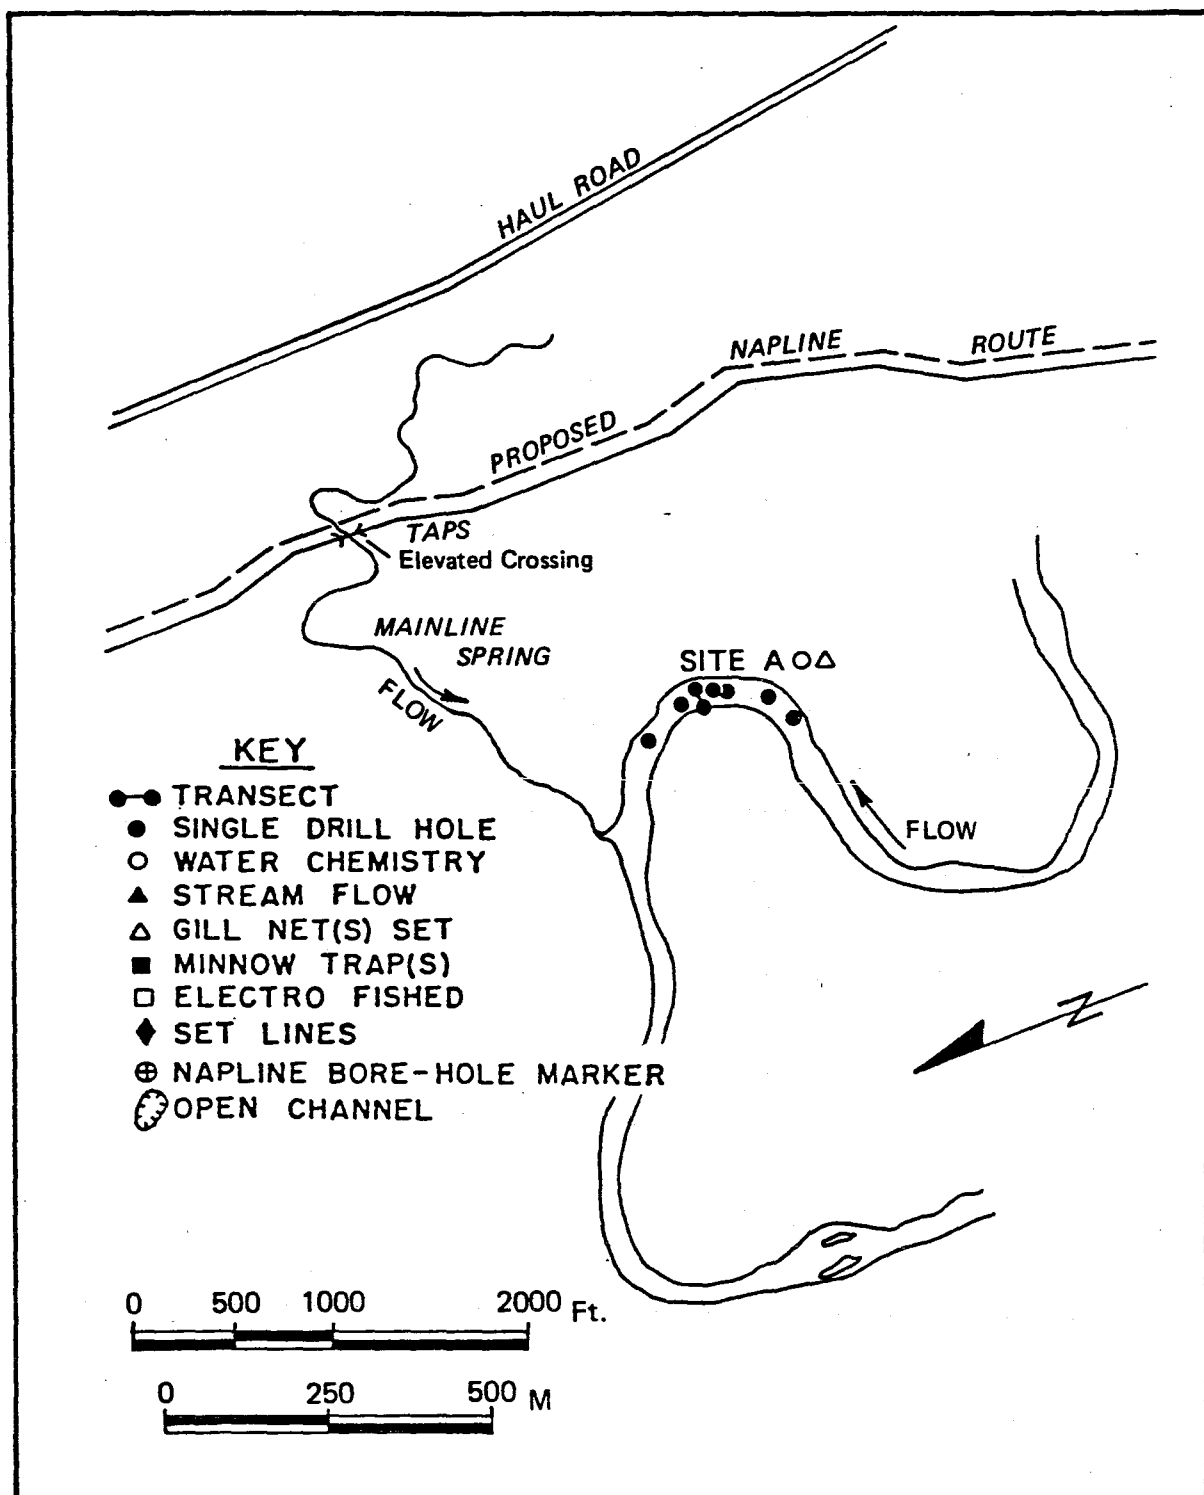 HAUL ROAD
NAPLINE ROUTE
PROPOSED
TAPS
Elevated Crossing
MAINLINE
SPRING
FLOW
SITE A
FLOW
KEY
TRANSECT
SINGLE DRILL HOLE
WATER CHEMISTRY
STREAM FLOW
GILL NET(S) SET
MINNOW TRAP(S)
ELECTRO FISHED
SET LINES
NAPLINE BORE-HOLE MARKER
OPEN CHANNEL
N
0 500 1000 2000 Ft.
0 250 500 M